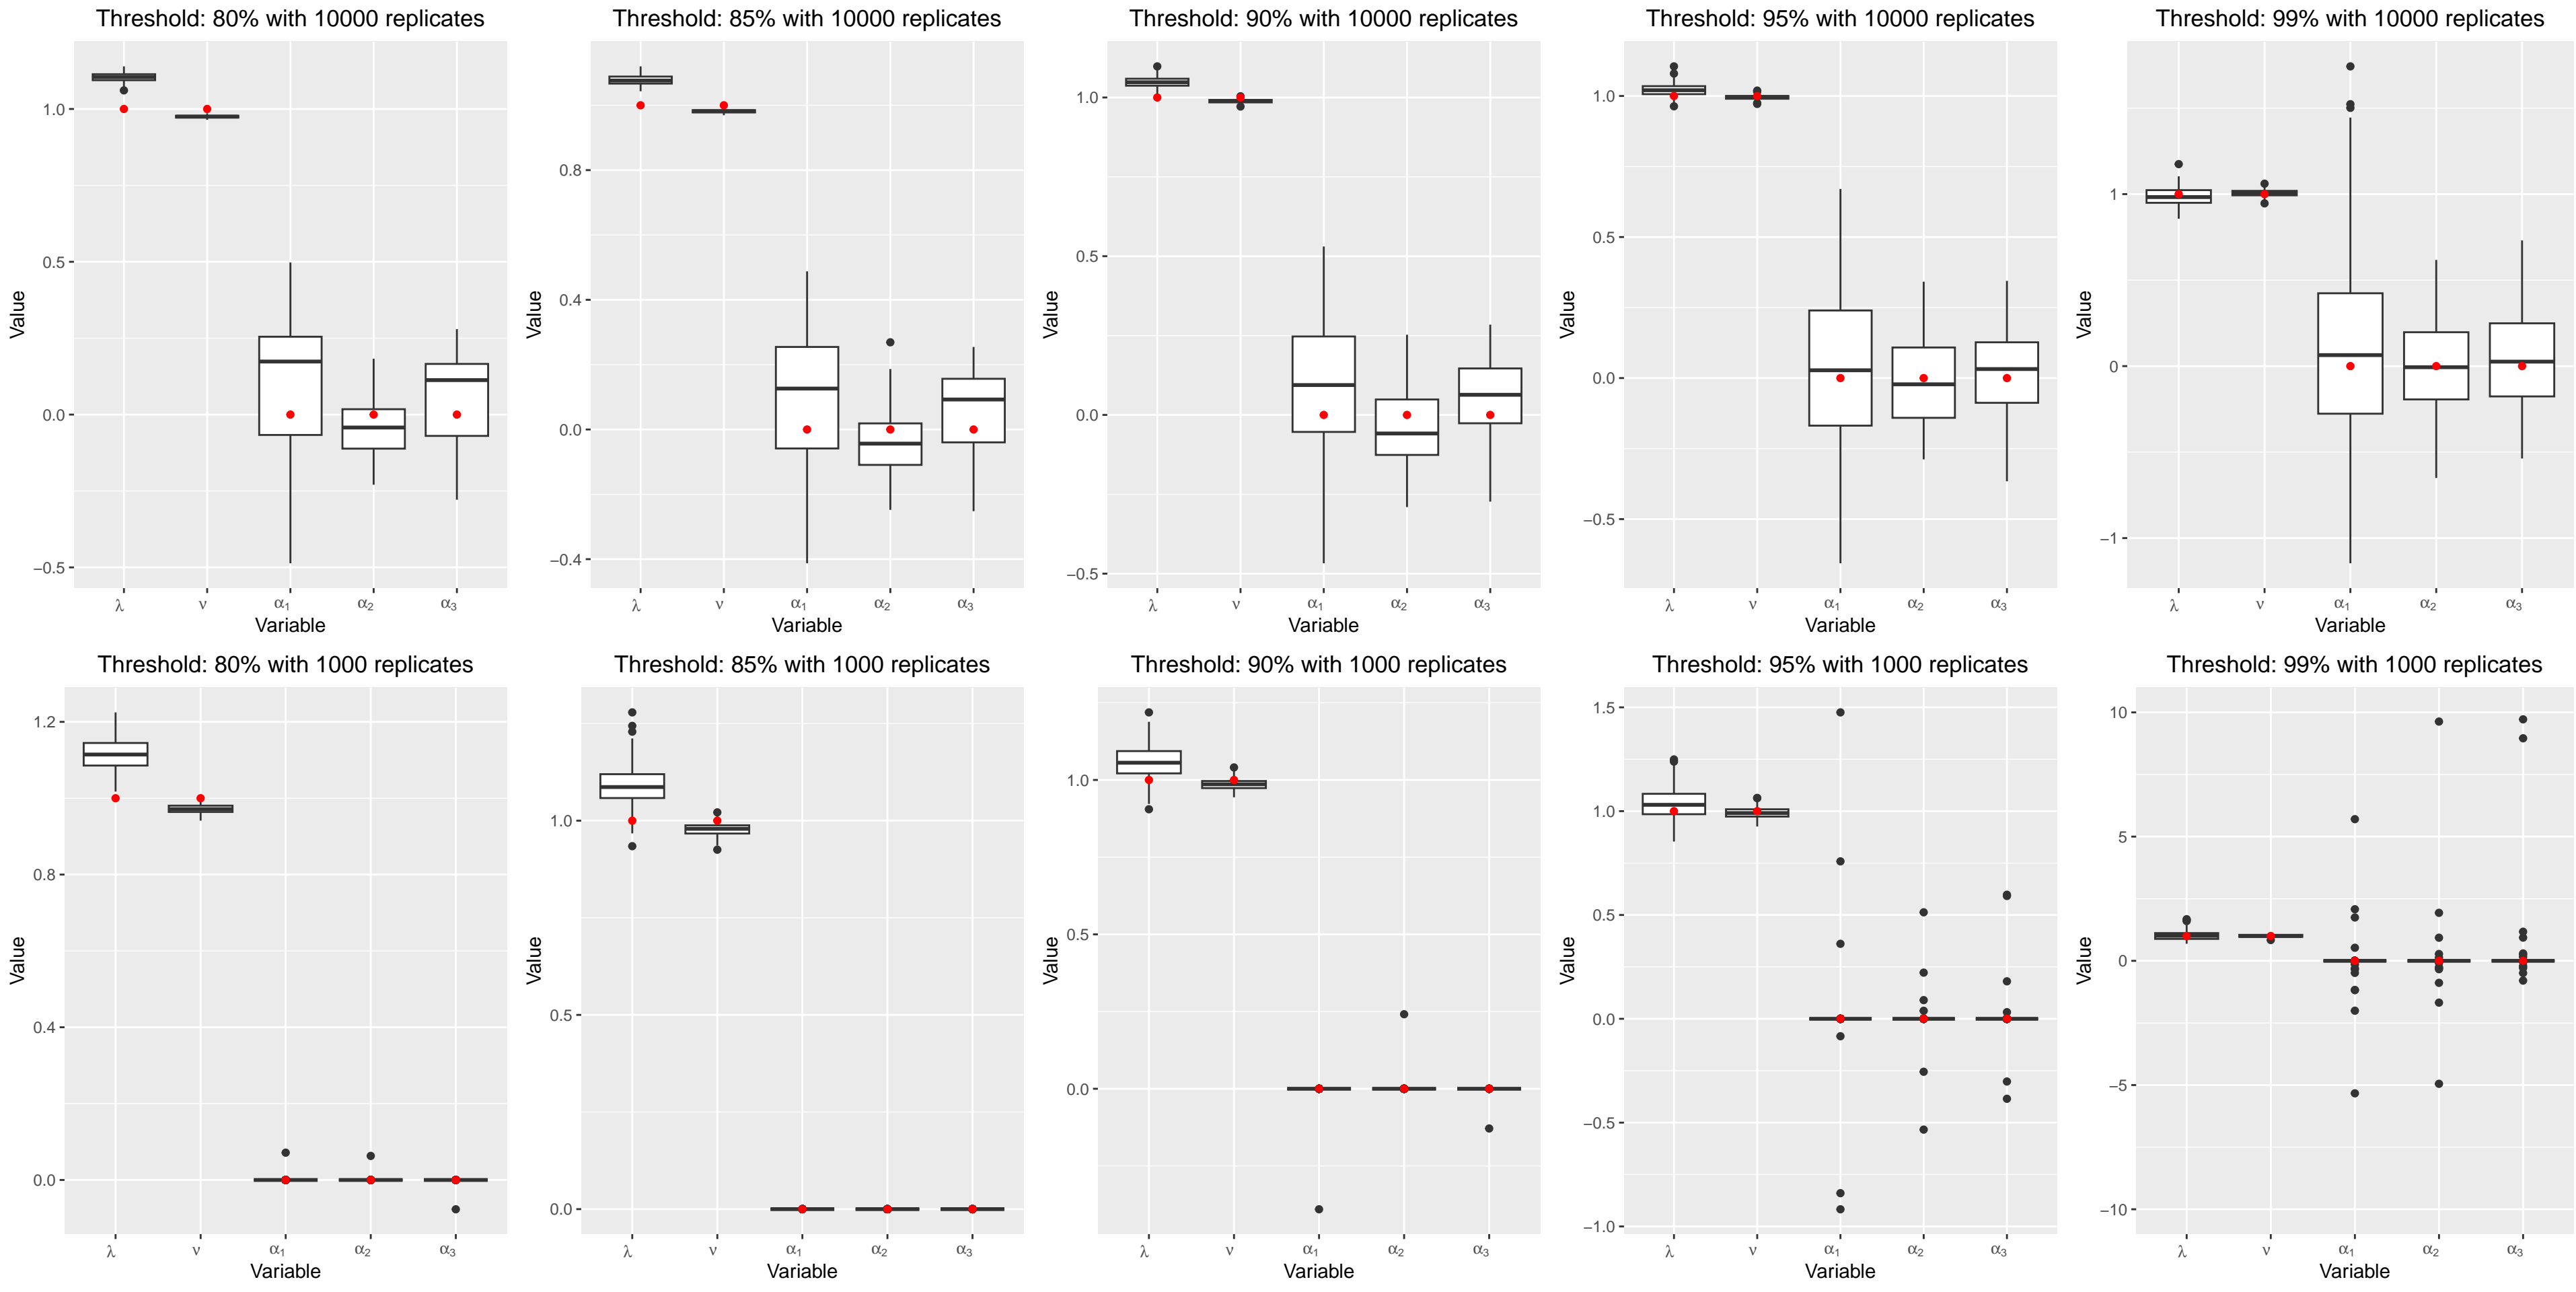 Threshold: 80% with 10000 replicates
Value
1.0
0.5
0.0
−0.5
λ ν α1 α2 α3
Variable
Threshold: 85% with 10000 replicates
Value
0.8
0.4
0.0
−0.4
λ ν α1 α2 α3
Variable
Threshold: 90% with 10000 replicates
Value
1.0
0.5
0.0
−0.5
λ ν α1 α2 α3
Variable
Threshold: 95% with 10000 replicates
Value
1.0
0.5
0.0
−0.5
λ ν α1 α2 α3
Variable
Threshold: 99% with 10000 replicates
Value
1
0
−1
λ ν α1 α2 α3
Variable
Threshold: 80% with 1000 replicates
Value
1.2
0.8
0.4
0.0
λ ν α1 α2 α3
Variable
Threshold: 85% with 1000 replicates
Value
1.0
0.5
0.0
λ ν α1 α2 α3
Variable
Threshold: 90% with 1000 replicates
Value
1.0
0.5
0.0
λ ν α1 α2 α3
Variable
Threshold: 95% with 1000 replicates
Value
1.5
1.0
0.5
0.0
−0.5
−1.0
λ ν α1 α2 α3
Variable
Threshold: 99% with 1000 replicates
Value
10
5
0
−5
−10
λ ν α1 α2 α3
Variable